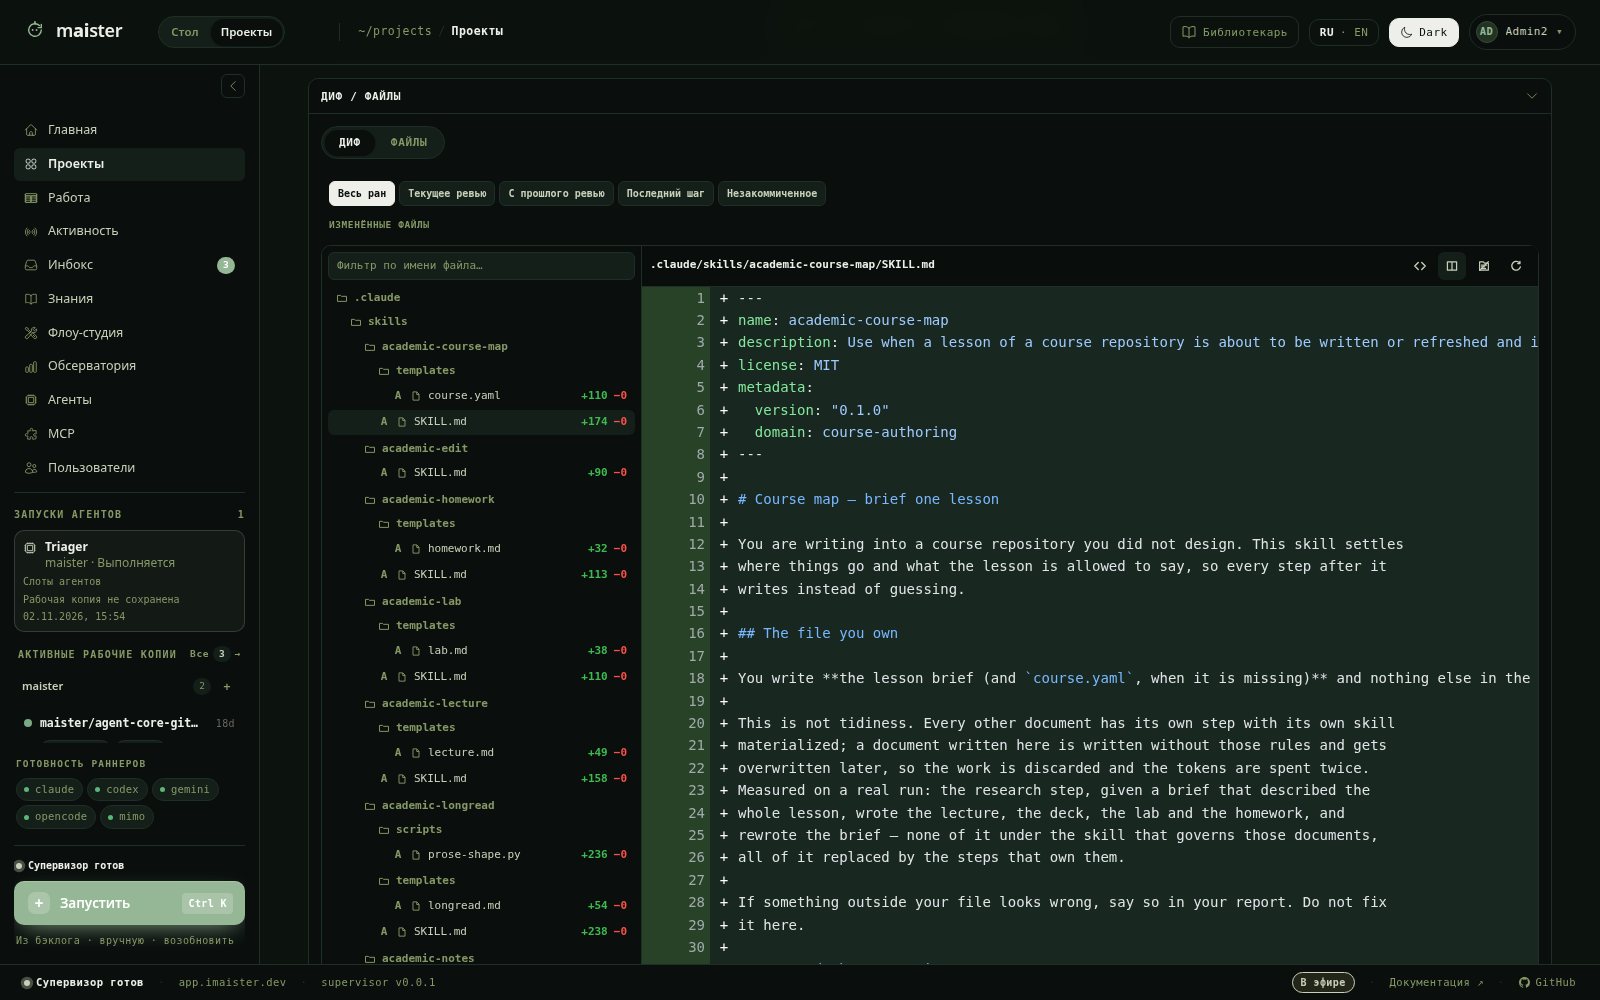 maister
Стол
Проекты
~/projects / Проекты
Библиотекарь
RU · EN
Dark
AD Admin2
Главная
Проекты
Работа
Активность
Инбокс 3
Знания
Флоу-студия
Обсерватория
Агенты
МСР
Пользователи
ЗАПУСКИ АГЕНТОВ 1
Triager
maister · Выполняется
Слоты агентов
Рабочая копия не сохранена
02.11.2026, 15:54
АКТИВНЫЕ РАБОЧИЕ КОПИИ Все 3 →
maister 2 +
maister/agent-core-git… 18d
ГОТОВНОСТЬ РАННЕРОВ
claude
codex
gemini
opencode
mimo
Супервизор готов
+ Запустить Ctrl K
Из бэклога · вручную · возобновить
ДИФ / ФАЙЛЫ
ДИФ
ФАЙЛЫ
Весь ран
Текущее ревью
С прошлого ревью
Последний шаг
Незакоммиченное
ИЗМЕНЁННЫЕ ФАЙЛЫ
Фильтр по имени файла…
.claude
skills
academic-course-map
templates
A course.yaml +110 −0
A SKILL.md +174 −0
academic-edit
A SKILL.md +90 −0
academic-homework
templates
A homework.md +32 −0
A SKILL.md +113 −0
academic-lab
templates
A lab.md +38 −0
A SKILL.md +110 −0
academic-lecture
templates
A lecture.md +49 −0
A SKILL.md +158 −0
academic-longread
scripts
A prose-shape.py +236 −0
templates
A longread.md +54 −0
A SKILL.md +238 −0
academic-notes
.claude/skills/academic-course-map/SKILL.md
1 + ---
2 + name: academic-course-map
3 + description: Use when a lesson of a course repository is about to be written or refreshed and i
4 + license: MIT
5 + metadata:
6 + version: "0.1.0"
7 + domain: course-authoring
8 + ---
9 +
10 + # Course map — brief one lesson
11 +
12 + You are writing into a course repository you did not design. This skill settles
13 + where things go and what the lesson is allowed to say, so every step after it
14 + writes instead of guessing.
15 +
16 + ## The file you own
17 +
18 + You write **the lesson brief (and `course.yaml`, when it is missing)** and nothing else in the
19 +
20 + This is not tidiness. Every other document has its own step with its own skill
21 + materialized; a document written here is written without those rules and gets
22 + overwritten later, so the work is discarded and the tokens are spent twice.
23 + Measured on a real run: the research step, given a brief that described the
24 + whole lesson, wrote the lecture, the deck, the lab and the homework, and
25 + rewrote the brief — none of it under the skill that governs those documents,
26 + all of it replaced by the steps that own them.
27 +
28 + If something outside your file looks wrong, say so in your report. Do not fix
29 + it here.
30 +
Супервизор готов · app.imaister.dev · supervisor v0.0.1
В эфире · Документация ↗ · GitHub